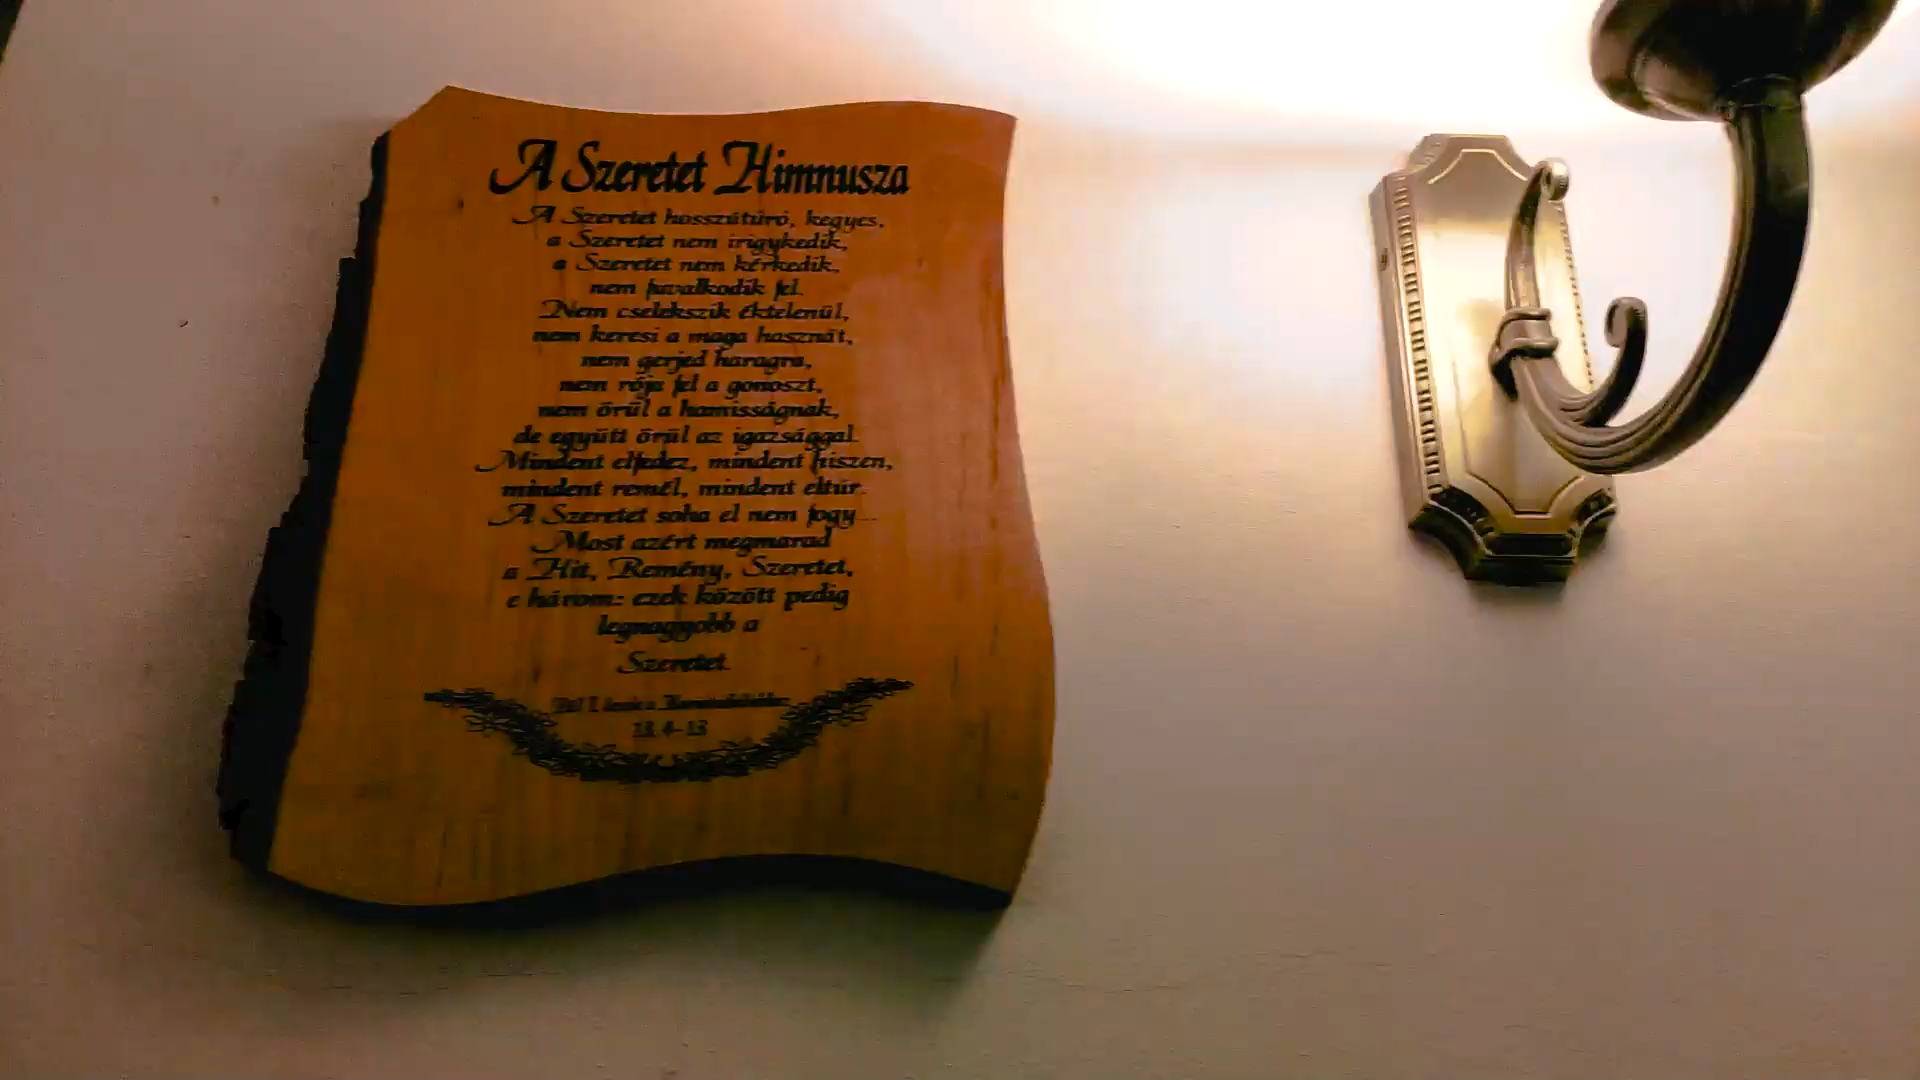 A Szeretet Himnusza
A Szeretet hosszútűrő, kegyes,
a Szeretet nem irigykedik,
a Szeretet nem kérkedik,
nem fuvalkodik fel.
Nem cselekszik éktelenül,
nem keresi a maga hasznát,
nem gerjed haragra,
nem rója fel a gonoszt,
nem örül a hamisságnak,
de együtt örül az igazsággal.
Mindent elfedez, mindent hiszen,
mindent remél, mindent eltűr.
A Szeretet soha el nem fogy...
Most azért megmarad
a Hit, Remény, Szeretet,
e három: ezek között pedig
legnagyobb a
Szeretet.
Pál I.
13. 4-13